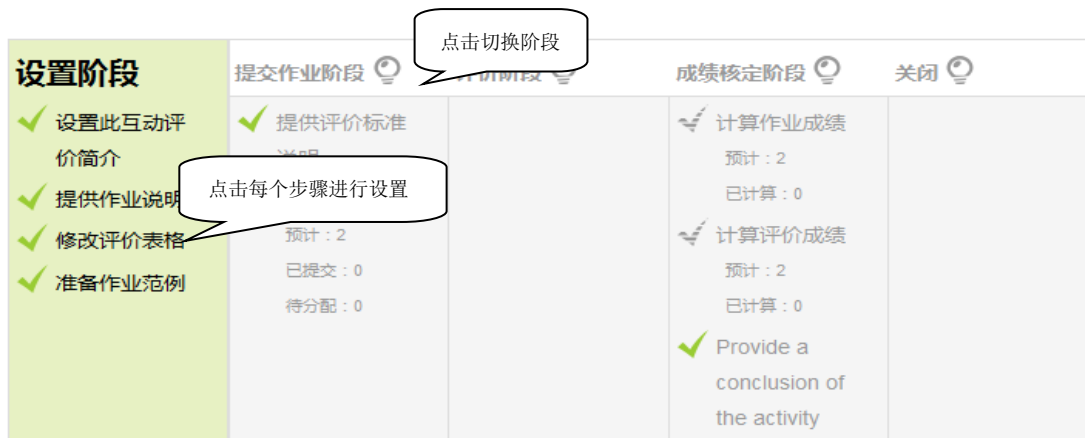 点击切换阶段
设置阶段
设置此互动评
价简介
提供作业说明
修改评价表格
准备作业范例
提交作业阶段
提供评价标准
点击每个步骤进行设置
预计：2
已提交：0
待分配：0
成绩核定阶段
计算作业成绩
预计：2
已计算：0
计算评价成绩
预计：2
已计算：0
Provide a
conclusion of
the activity
关闭